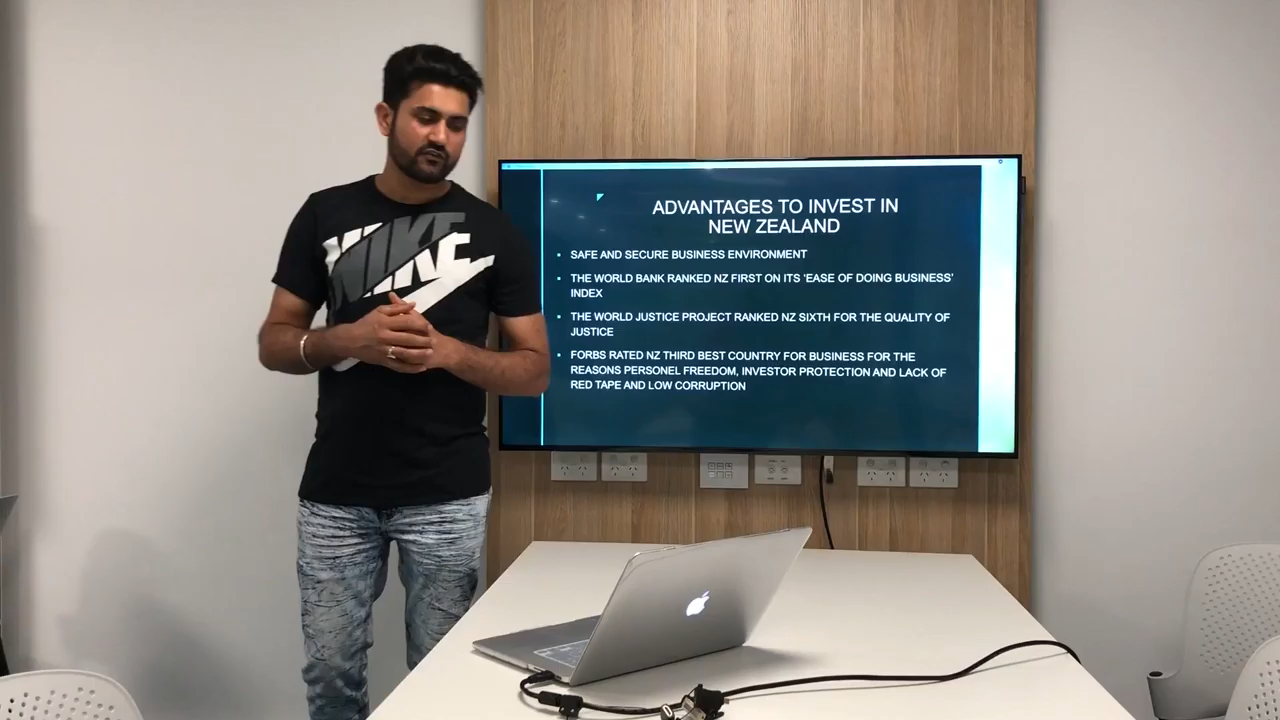 NIKE
NIKE
ADVANTAGES TO INVEST IN
NEW ZEALAND
▪ SAFE AND SECURE BUSINESS ENVIRONMENT
▪ THE WORLD BANK RANKED NZ FIRST ON ITS 'EASE OF DOING BUSINESS'
INDEX
▪ THE WORLD JUSTICE PROJECT RANKED NZ SIXTH FOR THE QUALITY OF
JUSTICE
▪ FORBS RATED NZ THIRD BEST COUNTRY FOR BUSINESS FOR THE
REASONS PERSONEL FREEDOM, INVESTOR PROTECTION AND LACK OF
RED TAPE AND LOW CORRUPTION